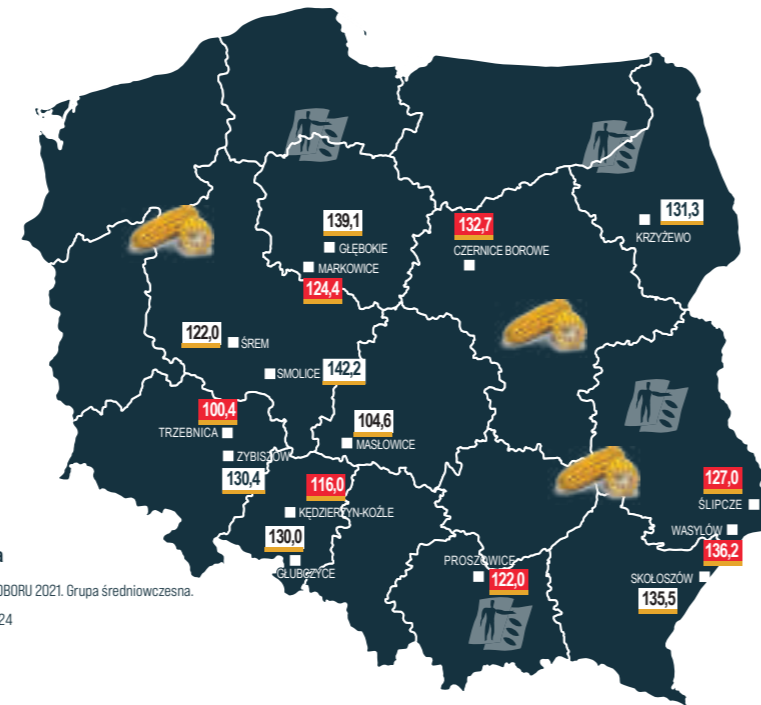 139,1
GŁĘBOKIE
MARKOWICE
124,4
132,7
CZERNICE BOROWE
131,3
KRZYŻEWO
122,0
ŚREM
SMOLICE 142,2
100,4
TRZEBNICA
ZYBISZÓW
130,4
104,6
MASŁOWICE
116,0
KĘDZIERZYN-KOŹLE
130,0
GŁUBCZYCE
127,0
ŚLIPCZE
WASYLÓW
136,2
PROSZOWICE
122,0
SKOŁOSZÓW
135,5
2021. Grupa średniowczesna.
24